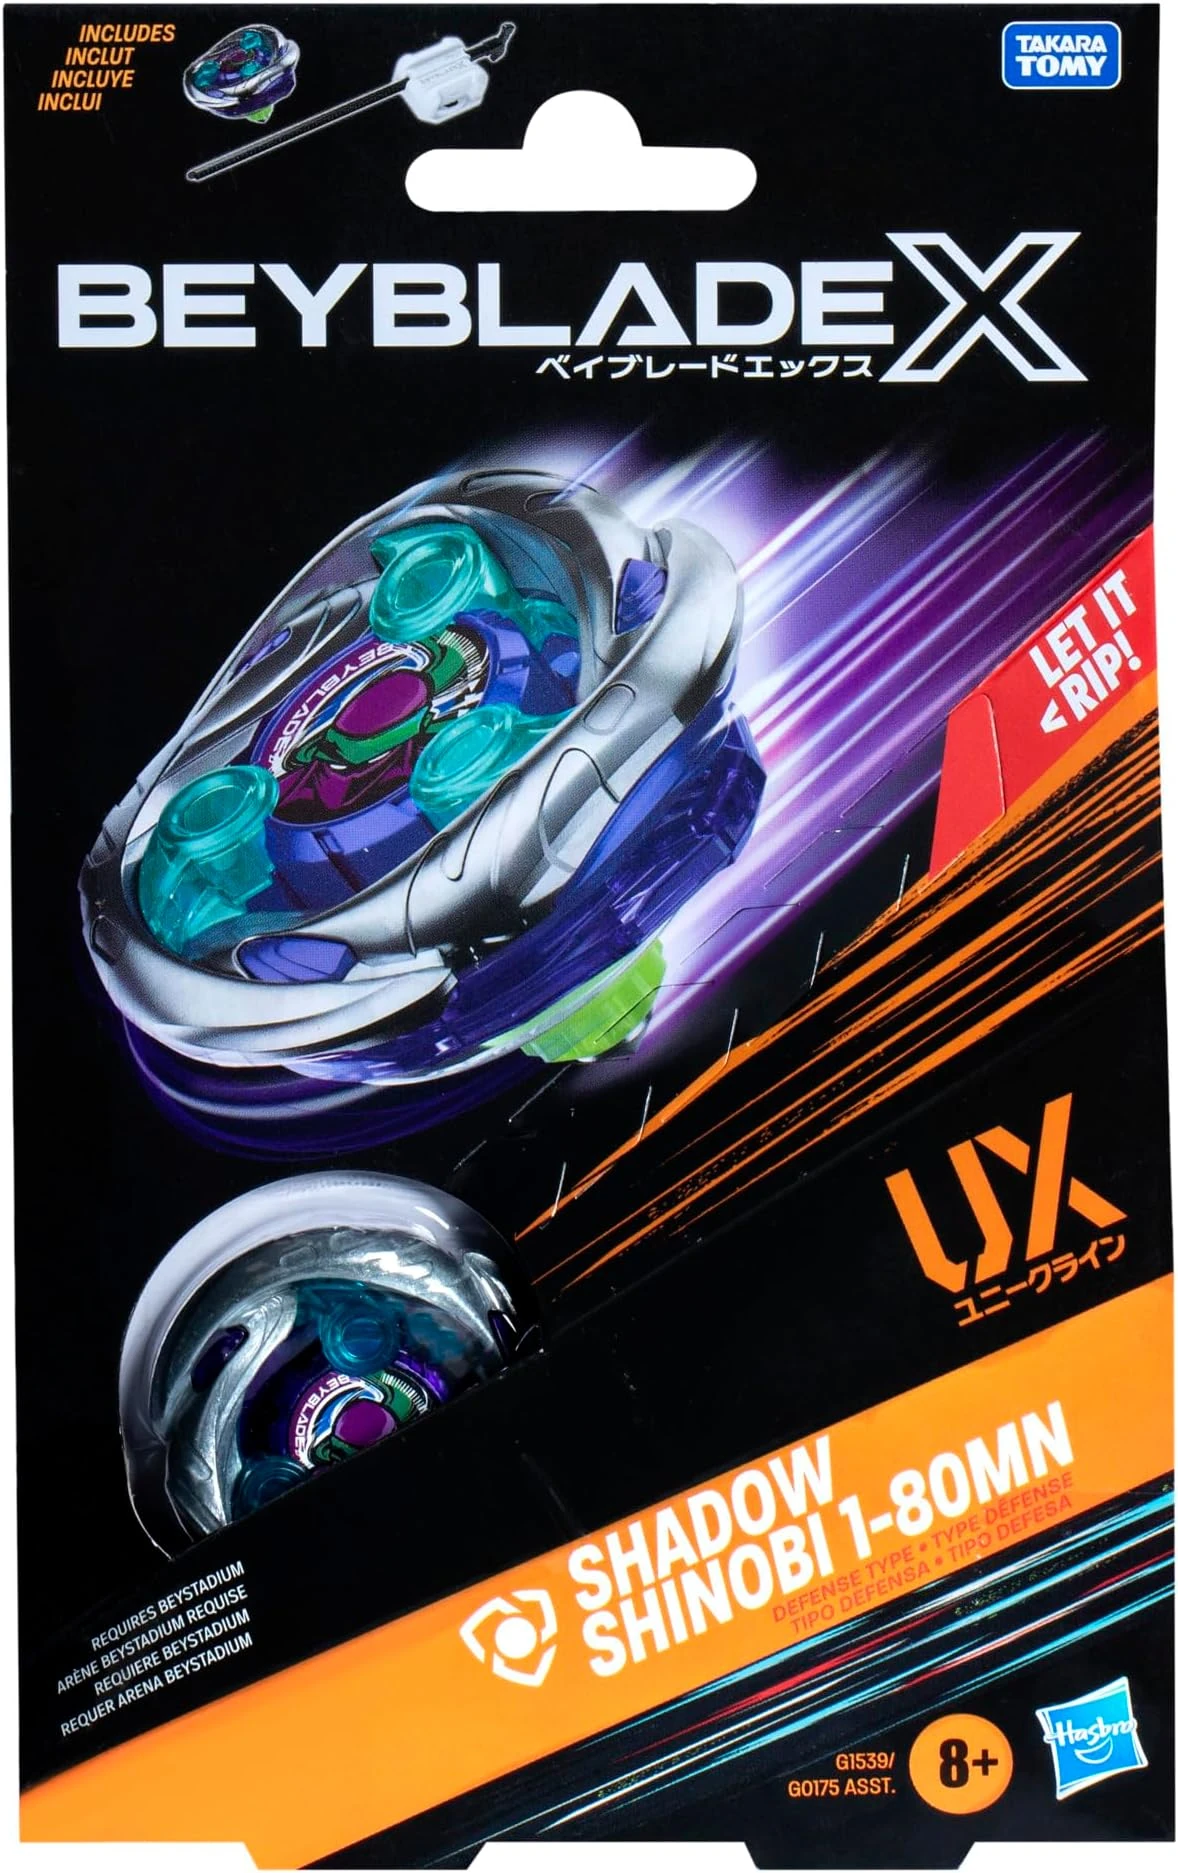 INCLUDES
INCLUT
INCLUYE
INCLUI
TAKARA
TOMY
BEYBLADE X
ベイブレードエックス
LET IT
<RIP!
BEYBLADE
UX
ユニークライン
BEYBLADE
SHADOW
SHINOBI 1-80MN
DEFENSE TYPE • TYPE DÉFENSE
TIPO DEFENSA • TIPO DEFESA
REQUIRES BEYSTADIUM
ARÈNE BEYSTADIUM REQUISE
REQUIERE BEYSTADIUM
REQUER ARENA BEYSTADIUM
G1539/
G0175 ASST.
8+
Hasbro